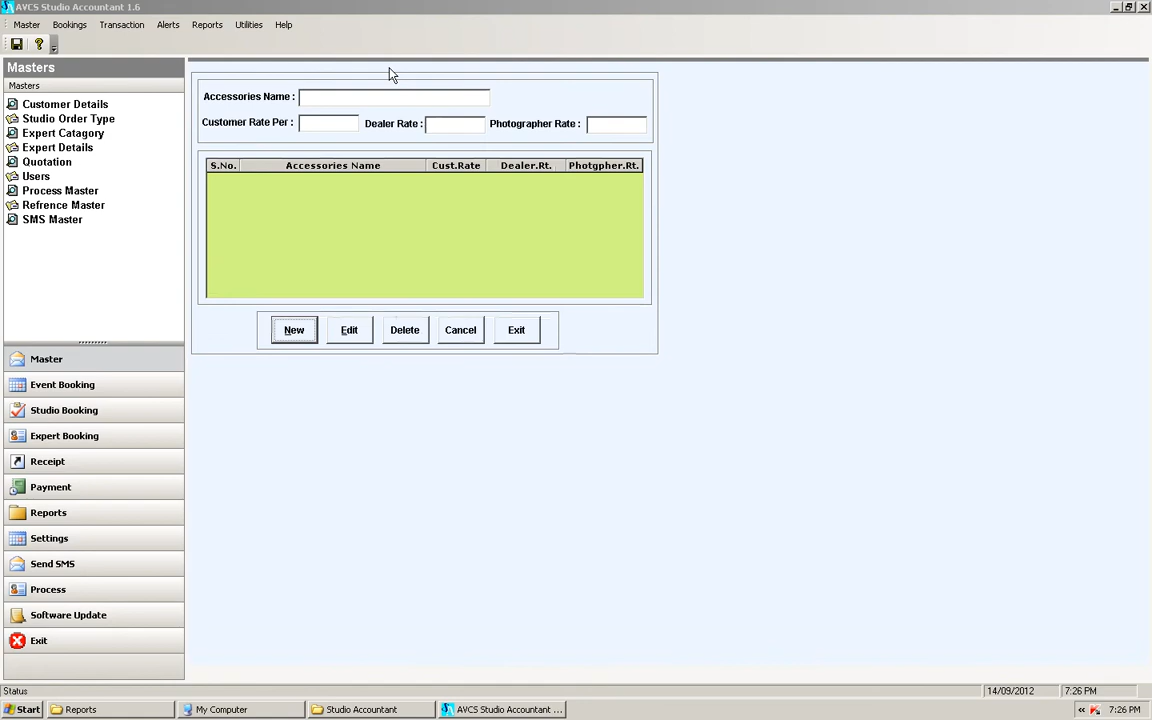 AVCS Studio Accountant 1.6
Master Bookings Transaction Alerts Reports Utilities Help
Masters
Masters
Customer Details
Studio Order Type
Expert Catagory
Expert Details
Quotation
Users
Process Master
Refrence Master
SMS Master
Master
Event Booking
Studio Booking
Expert Booking
Receipt
Payment
Reports
Settings
Send SMS
Process
Software Update
Exit
Accessories Name :
Customer Rate Per : Dealer Rate : Photographer Rate :
S.No. Accessories Name Cust.Rate Dealer.Rt. Photgpher.Rt.
New Edit Delete Cancel Exit
Status 14/09/2012 7:26 PM
Start Reports My Computer Studio Accountant AVCS Studio Accountant ... « 7:26 PM